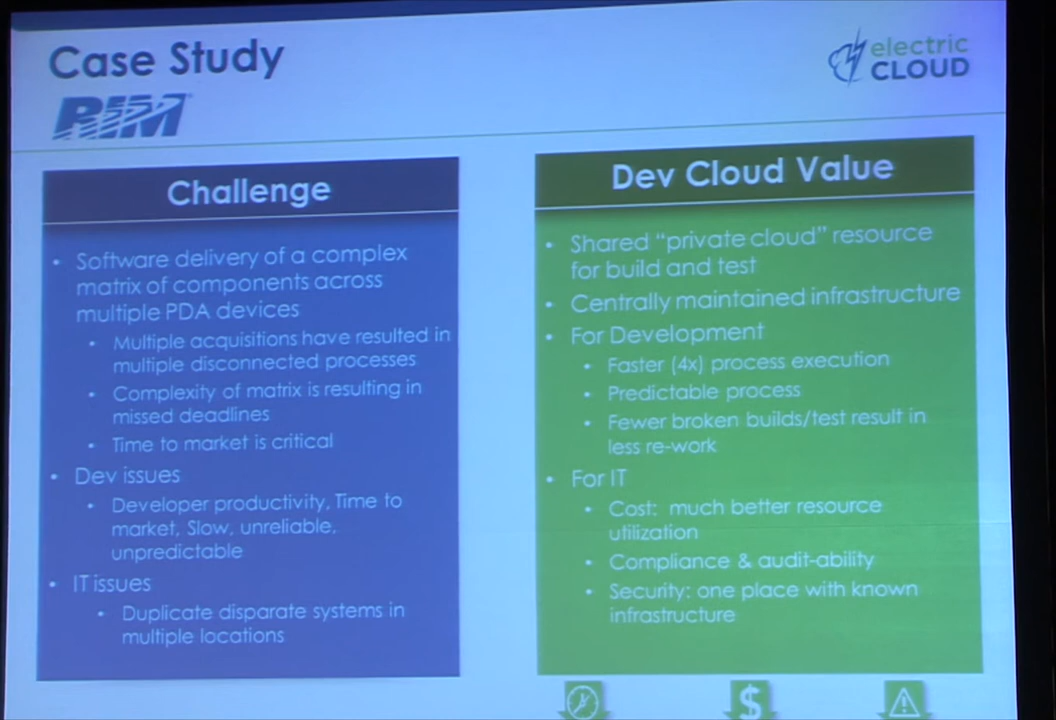 Case Study
electric
CLOUD
RIM
Challenge
• Software delivery of a complex
matrix of components across
multiple PDA devices
• Multiple acquisitions have resulted in
multiple disconnected processes
• Complexity of matrix is resulting in
missed deadlines
• Time to market is critical
• Dev issues
• Developer productivity, Time to
market, Slow, unreliable,
unpredictable
• IT issues
• Duplicate disparate systems in
multiple locations
Dev Cloud Value
• Shared “private cloud” resource
for build and test
• Centrally maintained infrastructure
• For Development
• Faster (4x) process execution
• Predictable process
• Fewer broken builds/test result in
less re-work
• For IT
• Cost: much better resource
utilization
• Compliance & audit-ability
• Security: one place with known
infrastructure
$